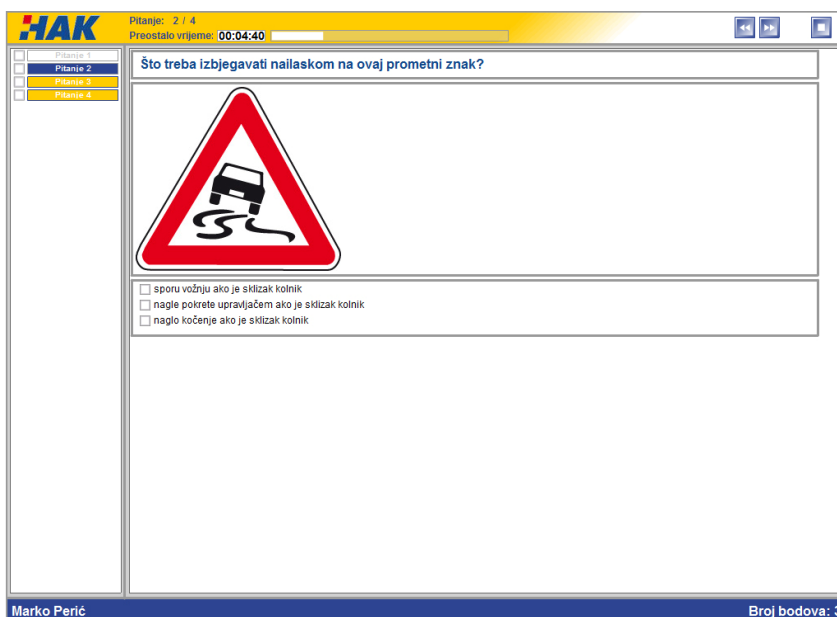 HAK
Pitanje: 2 / 4
Preostalo vrijeme: 00:04:40
Pitanje 1
Pitanje 2
Pitanje 3
Pitanje 4
Što treba izbjegavati nailaskom na ovaj prometni znak?
sporu vožnju ako je sklizak kolnik
nagle pokrete upravljačem ako je sklizak kolnik
naglo kočenje ako je sklizak kolnik
Marko Perić
Broj bodova: 3